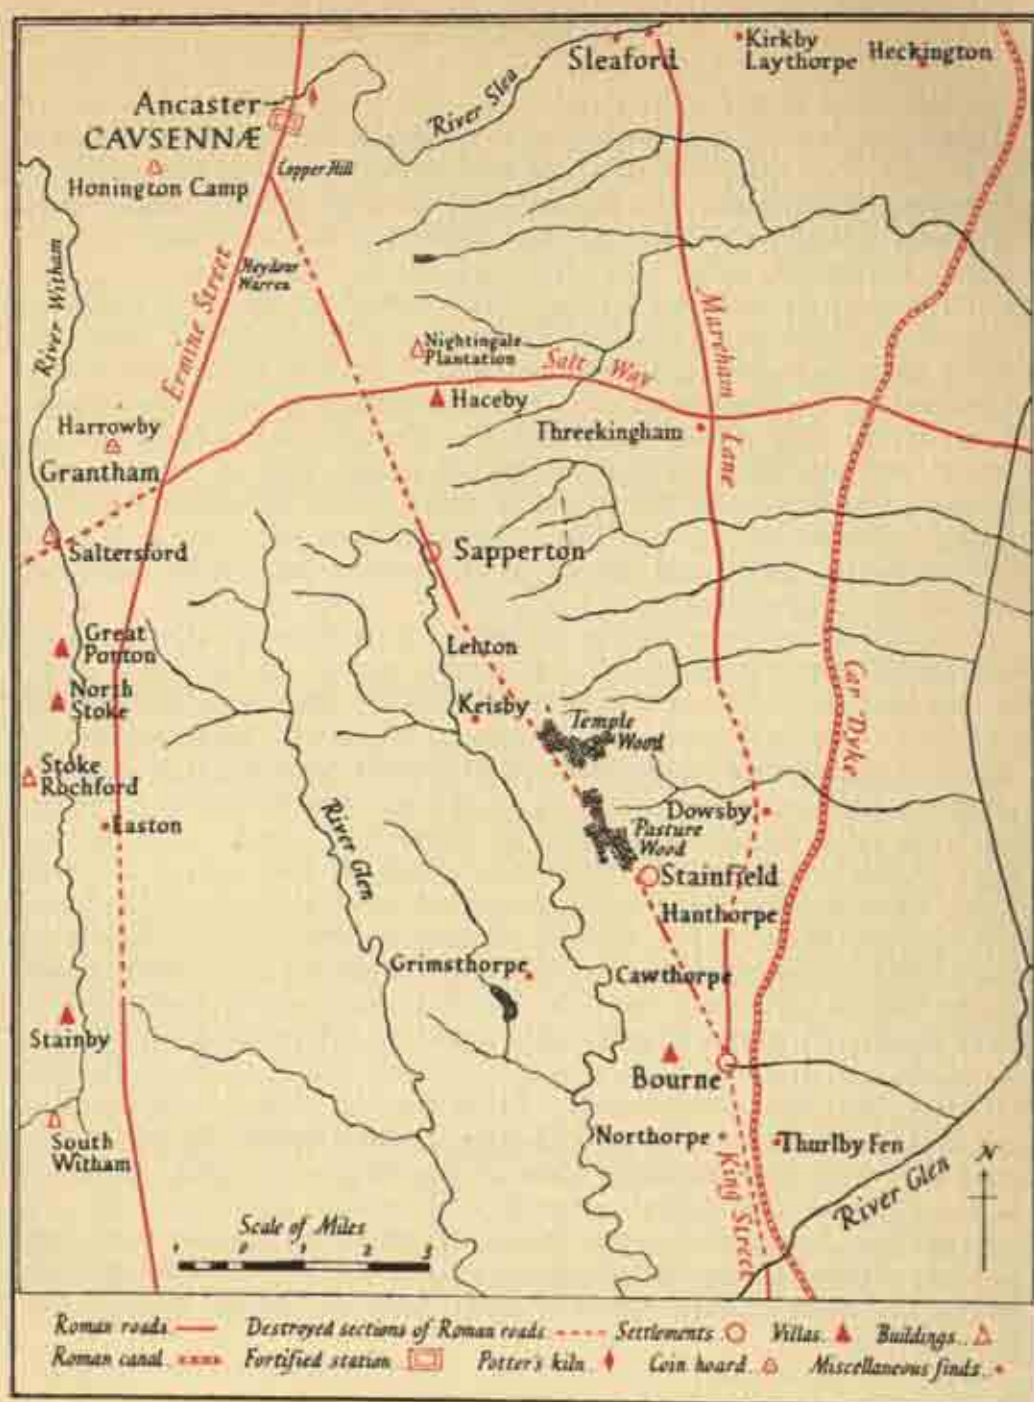 Sleaford
Kirkby
Laythorpe
Heckington
River Slea
Ancaster
CAVSENNÆ
Copper Hill
Honington Camp
River Witham
Ermine Street
Heydour
Warren
Mareham Lane
Nightingale
Plantation
Salt Way
Haceby
Harrowby
Threekingham
Grantham
Saltersford
Sapperton
Great
Ponton
Lenton
North
Stoke
Keisby
Temple
Wood
Car Dyke
Stoke
Rochford
Easton
River Glen
Dowsby
Pasture
Wood
Stainfield
Hanthorpe
Grimsthorpe
Cawthorpe
Stainby
Bourne
South
Witham
Northorpe
Thurlby Fen
King Street
River Glen
N
Scale of Miles
1 0 1 2 3
Roman roads Destroyed sections of Roman roads Settlements Villas Buildings
Roman canal Fortified station Potter's kiln Coin hoard Miscellaneous finds